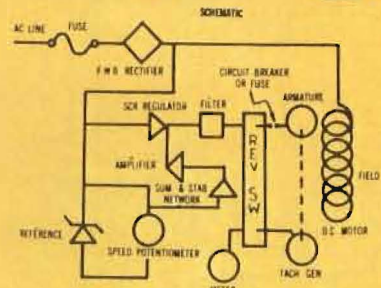 SCHEMATIC
AC LINE
FUSE
F W B RECTIFIER
CIRCUIT BREAKER
OR FUSE
ARMATURE
SCR REGULATOR
FILTER
REV SW
AMPLIFIER
SUM & STAB
NETWORK
FIELD
D.C. MOTOR
REFERENCE
SPEED POTENTIOMETER
TACH GEN